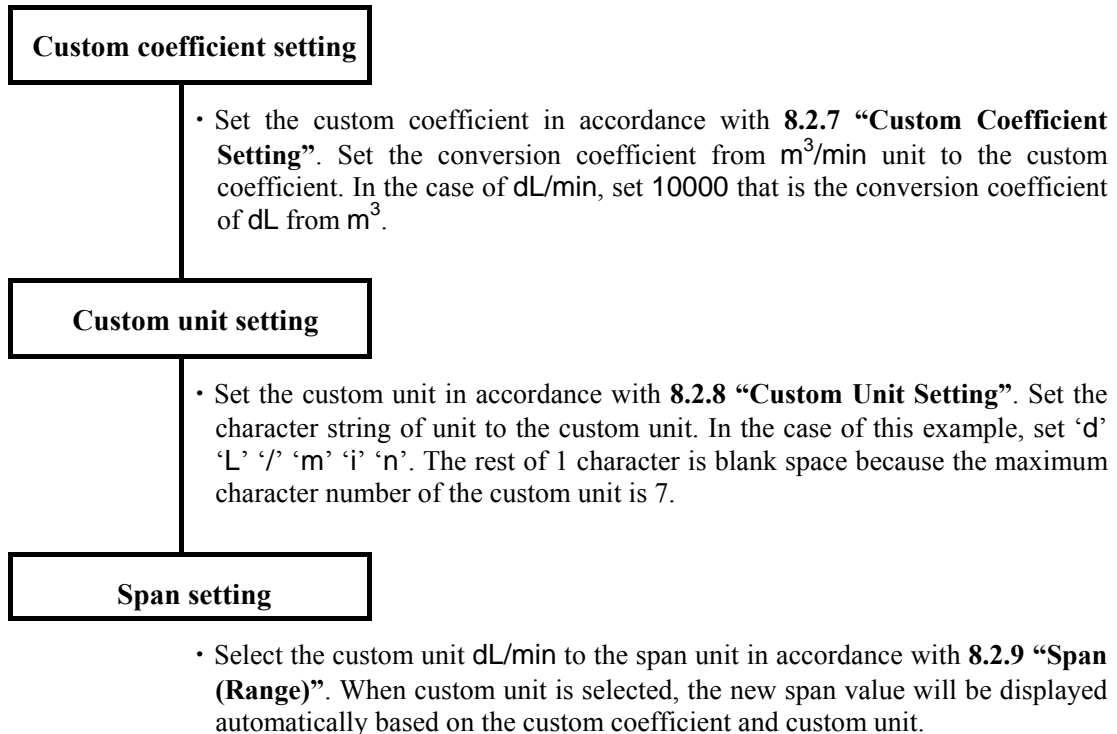 Custom coefficient setting
・Set the custom coefficient in accordance with 8.2.7 “Custom Coefficient
Setting”. Set the conversion coefficient from m³/min unit to the custom
coefficient. In the case of dL/min, set 10000 that is the conversion coefficient
of dL from m³.
Custom unit setting
・Set the custom unit in accordance with 8.2.8 “Custom Unit Setting”. Set the
character string of unit to the custom unit. In the case of this example, set ‘d’
‘L’ ‘/’ ‘m’ ‘i’ ‘n’. The rest of 1 character is blank space because the maximum
character number of the custom unit is 7.
Span setting
・Select the custom unit dL/min to the span unit in accordance with 8.2.9 “Span
(Range)”. When custom unit is selected, the new span value will be displayed
automatically based on the custom coefficient and custom unit.